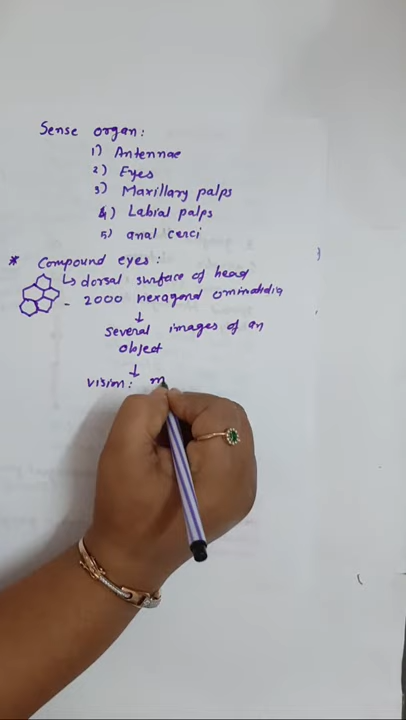 Sense organ:
1) Antennae
2) Eyes
3) Maxillary palps
4) Labial palps
5) anal cerci
* Compound eyes:
↳ dorsal surface of head
- 2000 hexagonal ominatidia
↓
several images of an
object
↓
vision: m